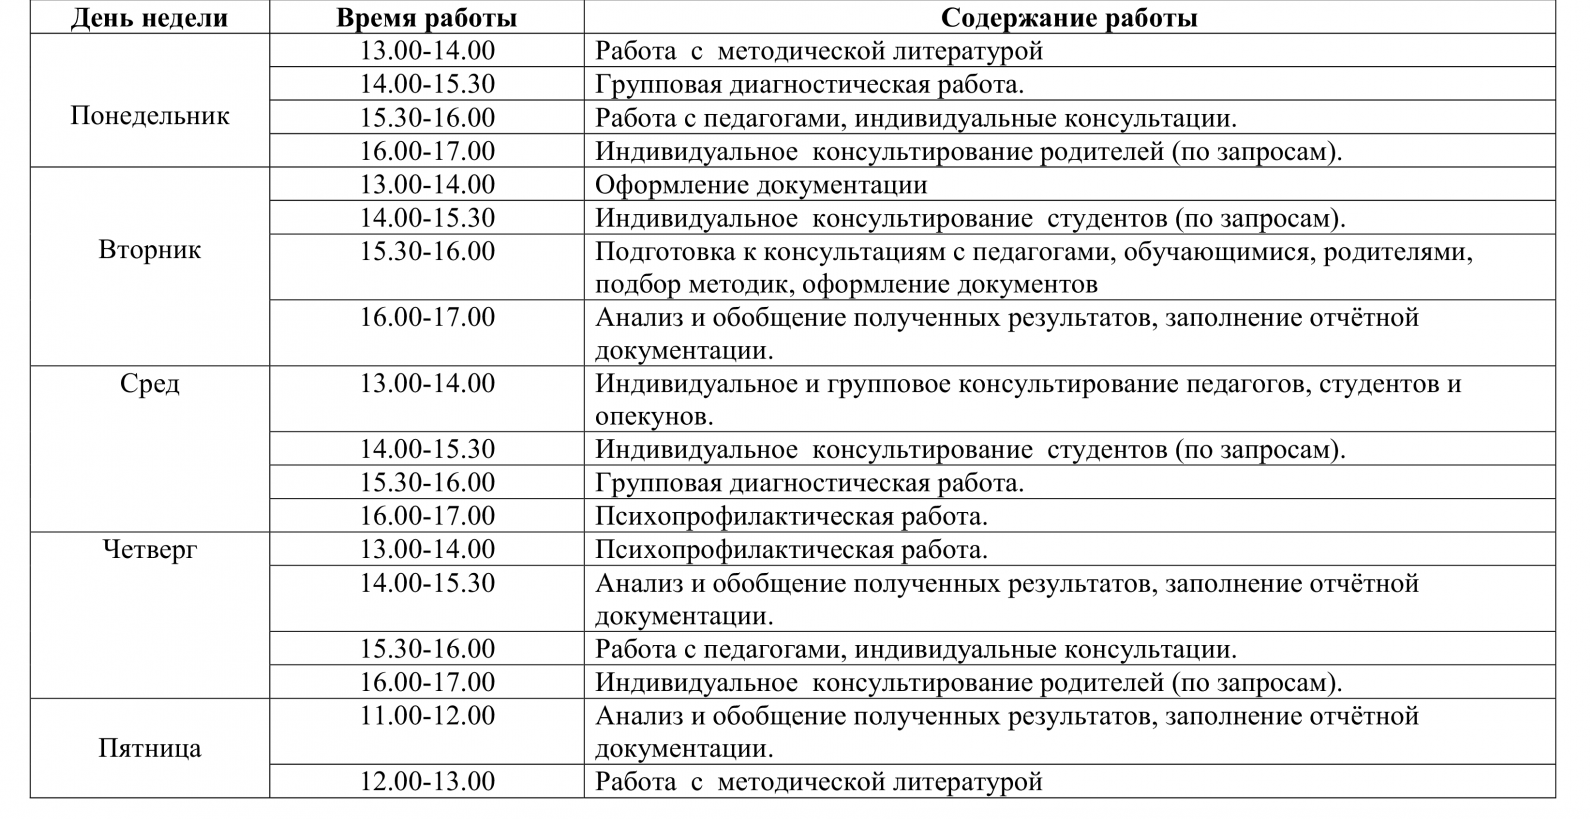 День недели Время работы Содержание работы
Понедельник
13.00-14.00 Работа с методической литературой
14.00-15.30 Групповая диагностическая работа.
15.30-16.00 Работа с педагогами, индивидуальные консультации.
16.00-17.00 Индивидуальное консультирование родителей (по запросам).
Вторник
13.00-14.00 Оформление документации
14.00-15.30 Индивидуальное консультирование студентов (по запросам).
15.30-16.00 Подготовка к консультациям с педагогами, обучающимися, родителями,
подбор методик, оформление документов
16.00-17.00 Анализ и обобщение полученных результатов, заполнение отчётной
документации.
Сред
13.00-14.00 Индивидуальное и групповое консультирование педагогов, студентов и
опекунов.
14.00-15.30 Индивидуальное консультирование студентов (по запросам).
15.30-16.00 Групповая диагностическая работа.
16.00-17.00 Психопрофилактическая работа.
Четверг
13.00-14.00 Психопрофилактическая работа.
14.00-15.30 Анализ и обобщение полученных результатов, заполнение отчётной
документации.
15.30-16.00 Работа с педагогами, индивидуальные консультации.
16.00-17.00 Индивидуальное консультирование родителей (по запросам).
Пятница
11.00-12.00 Анализ и обобщение полученных результатов, заполнение отчётной
документации.
12.00-13.00 Работа с методической литературой